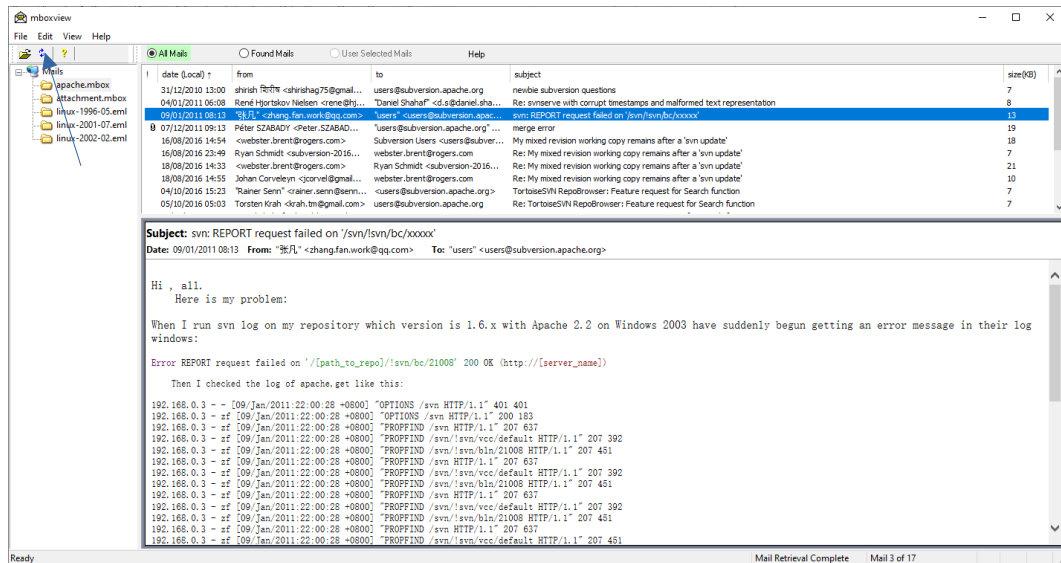 mboxview
File Edit View Help
?
All Mails Found Mails User Selected Mails Help
Mails
apache.mbox
attachment.mbox
linux-1996-05.eml
linux-2001-07.eml
linux-2002-02.eml
! date (Local) ↑ from to subject size(KB)
31/12/2010 13:00 shirish शिरीष <shirishag75@gmail... users@subversion.apache.org newbie subversion questions 7
04/01/2011 06:08 René Hjortskov Nielsen <rene@hj... "Daniel Shahaf" <d.s@daniel.sha... Re: svnserve with corrupt timestamps and malformed text representation 8
09/01/2011 08:13 "张凡" <zhang.fan.work@qq.com> "users" <users@subversion.apac... svn: REPORT request failed on '/svn/!svn/bc/xxxxx' 13
07/12/2011 09:13 Péter SZABADY <Peter.SZABAD... "users@subversion.apache.org" ... merge error 19
16/08/2016 14:54 <webster.brent@rogers.com> Subversion Users <users@subver... My mixed revision working copy remains after a 'svn update' 18
16/08/2016 23:49 Ryan Schmidt <subversion-2016... webster.brent@rogers.com Re: My mixed revision working copy remains after a 'svn update' 7
18/08/2016 14:33 <webster.brent@rogers.com> Ryan Schmidt <subversion-2016... Re: My mixed revision working copy remains after a 'svn update' 21
18/08/2016 14:55 Johan Corveleyn <jcorvel@gmail... webster.brent@rogers.com Re: My mixed revision working copy remains after a 'svn update' 10
04/10/2016 15:23 "Rainer Senn" <rainer.senn@senn... <users@subversion.apache.org> TortoiseSVN RepoBrowser: Feature request for Search function 7
05/10/2016 05:03 Torsten Krah <krah.tm@gmail.com> users@subversion.apache.org Re: TortoiseSVN RepoBrowser: Feature request for Search function 7
Subject: svn: REPORT request failed on '/svn/!svn/bc/xxxxx'
Date: 09/01/2011 08:13 From: "张凡" <zhang.fan.work@qq.com> To: "users" <users@subversion.apache.org>
Hi , all.
Here is my problem:
When I run svn log on my repository which version is 1.6.x with Apache 2.2 on Windows 2003 have suddenly begun getting an error message in their log
windows:
Error REPORT request failed on '/[path_to_repo]/!svn/bc/21008' 200 OK (http://[server_name])
Then I checked the log of apache,get like this:
192.168.0.3 - - [09/Jan/2011:22:00:28 +0800] "OPTIONS /svn HTTP/1.1" 401 401
192.168.0.3 - zf [09/Jan/2011:22:00:28 +0800] "OPTIONS /svn HTTP/1.1" 200 183
192.168.0.3 - zf [09/Jan/2011:22:00:28 +0800] "PROPFIND /svn HTTP/1.1" 207 637
192.168.0.3 - zf [09/Jan/2011:22:00:28 +0800] "PROPFIND /svn/!svn/vcc/default HTTP/1.1" 207 392
192.168.0.3 - zf [09/Jan/2011:22:00:28 +0800] "PROPFIND /svn/!svn/bln/21008 HTTP/1.1" 207 451
192.168.0.3 - zf [09/Jan/2011:22:00:28 +0800] "PROPFIND /svn HTTP/1.1" 207 637
192.168.0.3 - zf [09/Jan/2011:22:00:28 +0800] "PROPFIND /svn/!svn/vcc/default HTTP/1.1" 207 392
192.168.0.3 - zf [09/Jan/2011:22:00:28 +0800] "PROPFIND /svn/!svn/bln/21008 HTTP/1.1" 207 451
192.168.0.3 - zf [09/Jan/2011:22:00:28 +0800] "PROPFIND /svn HTTP/1.1" 207 637
192.168.0.3 - zf [09/Jan/2011:22:00:28 +0800] "PROPFIND /svn/!svn/vcc/default HTTP/1.1" 207 392
192.168.0.3 - zf [09/Jan/2011:22:00:28 +0800] "PROPFIND /svn/!svn/bln/21008 HTTP/1.1" 207 451
192.168.0.3 - zf [09/Jan/2011:22:00:28 +0800] "PROPFIND /svn HTTP/1.1" 207 637
192.168.0.3 - zf [09/Jan/2011:22:00:28 +0800] "PROPFIND /svn/!svn/vcc/default HTTP/1.1" 207 451
Ready Mail Retrieval Complete Mail 3 of 17